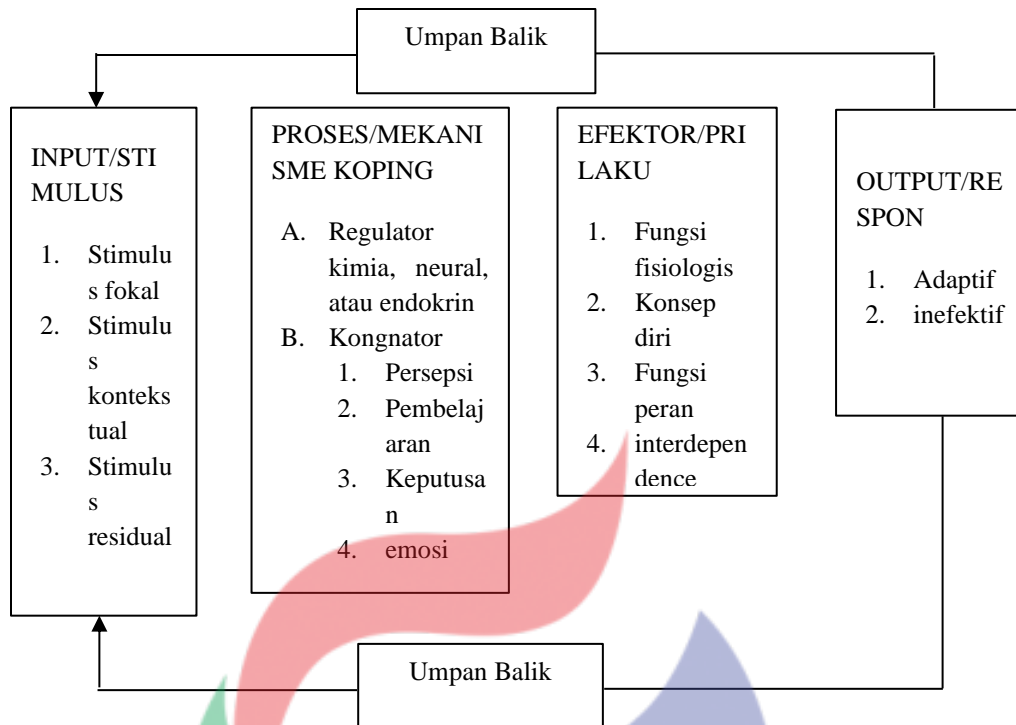 Umpan Balik
INPUT/STI
MULUS
1. Stimulu
s fokal
2. Stimulu
s
konteks
tual
3. Stimulu
s
residual
PROSES/MEKANI
SME KOPING
A. Regulator
kimia, neural,
atau endokrin
B. Kongnator
1. Persepsi
2. Pembelaj
aran
3. Keputusa
n
4. emosi
EFEKTOR/PRI
LAKU
1. Fungsi
fisiologis
2. Konsep
diri
3. Fungsi
peran
4. interdepen
dence
OUTPUT/RE
SPON
1. Adaptif
2. inefektif
Umpan Balik